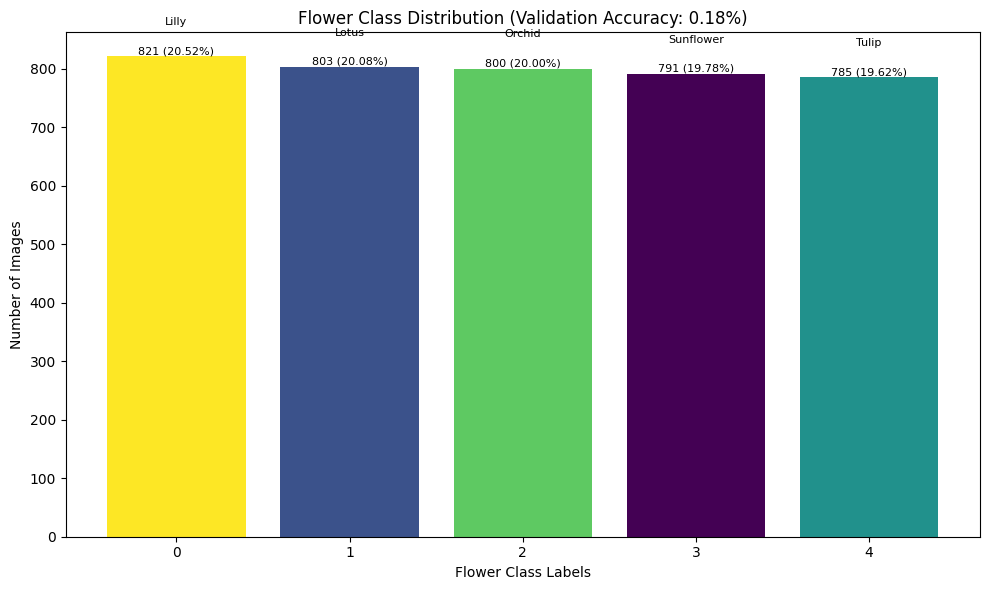 Flower Class Distribution (Validation Accuracy: 0.18%)
Lilly
Lotus
Orchid
Sunflower
Tulip
821 (20.52%)
803 (20.08%)
800 (20.00%)
791 (19.78%)
785 (19.62%)
Number of Images
800
700
600
500
400
300
200
100
0
0 1 2 3 4
Flower Class Labels